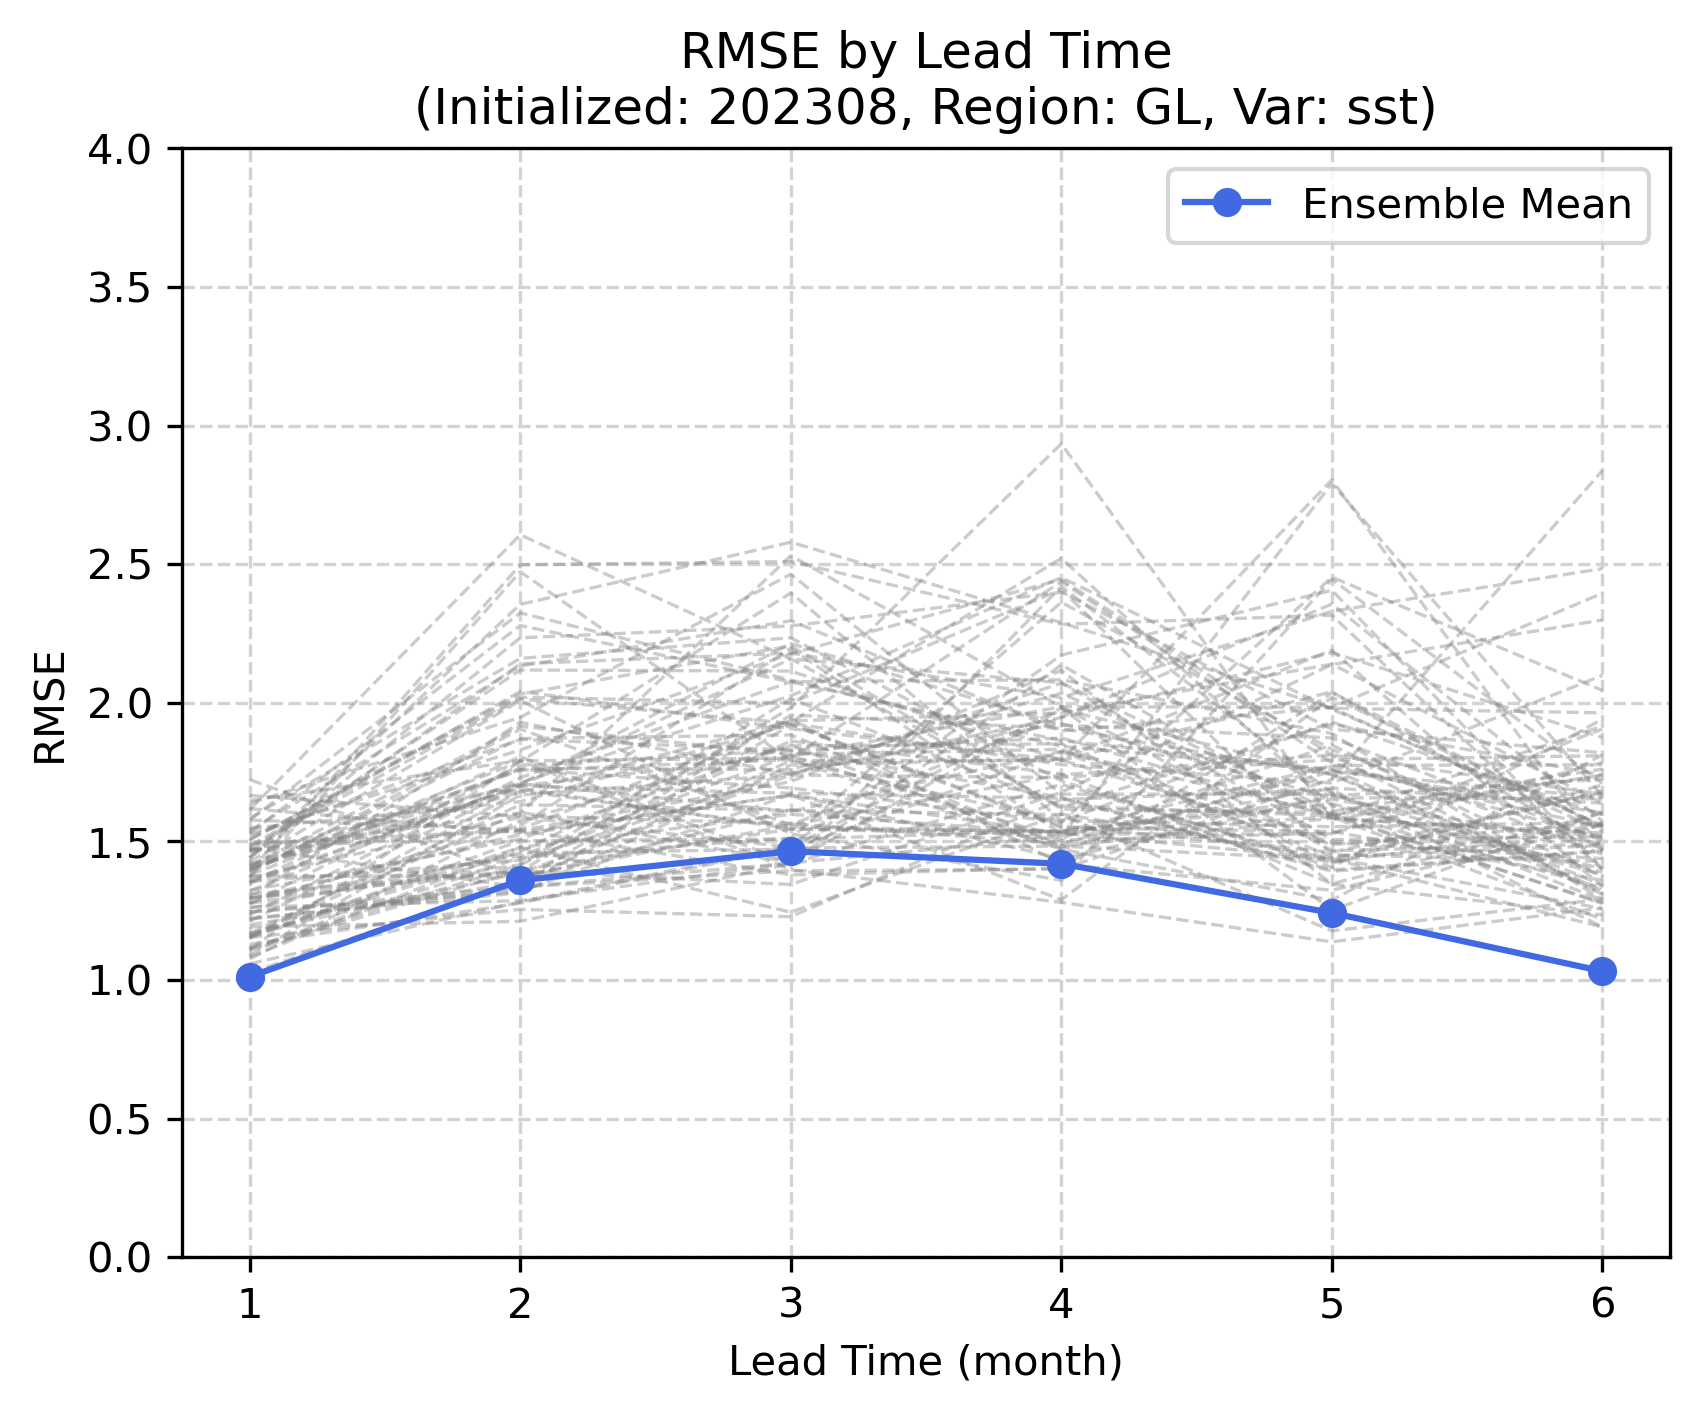 RMSE by Lead Time
(Initialized: 202308, Region: GL, Var: sst)
4.0
Ensemble Mean
3.5
3.0
2.5
2.0
RMSE
1.5
1.0
0.5
0.0
1 2 3 4 5 6
Lead Time (month)